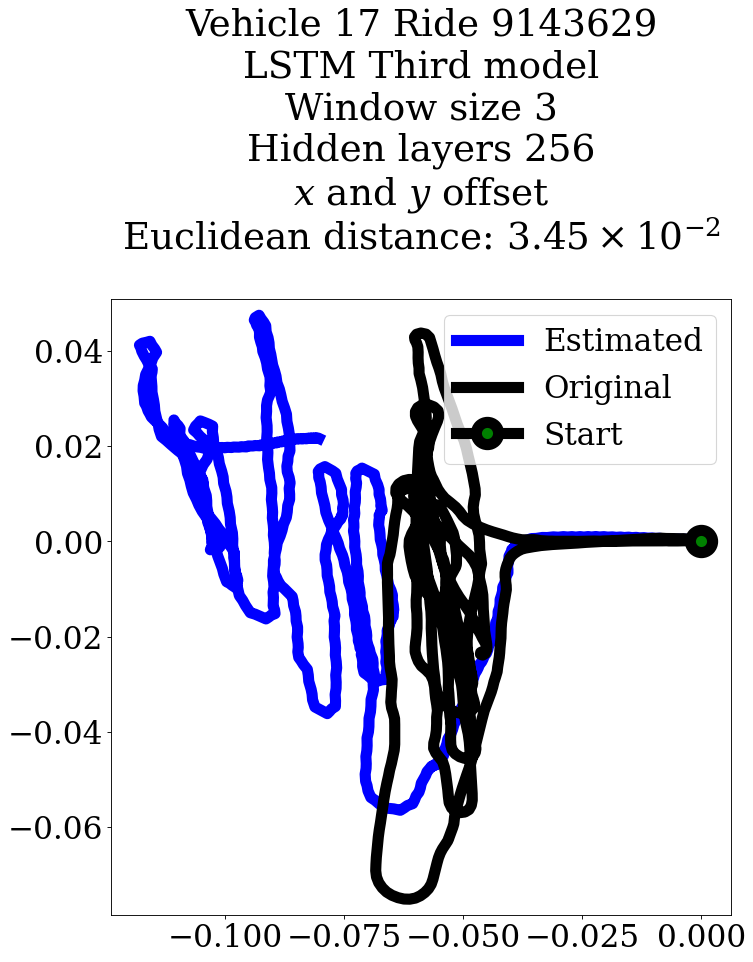 Vehicle 17 Ride 9143629
LSTM Third model
Window size 3
Hidden layers 256
x and y offset
Euclidean distance: 3.45 × 10⁻²
Estimated
Original
Start
0.04
0.02
0.00
−0.02
−0.04
−0.06
−0.100 −0.075 −0.050 −0.025 0.000